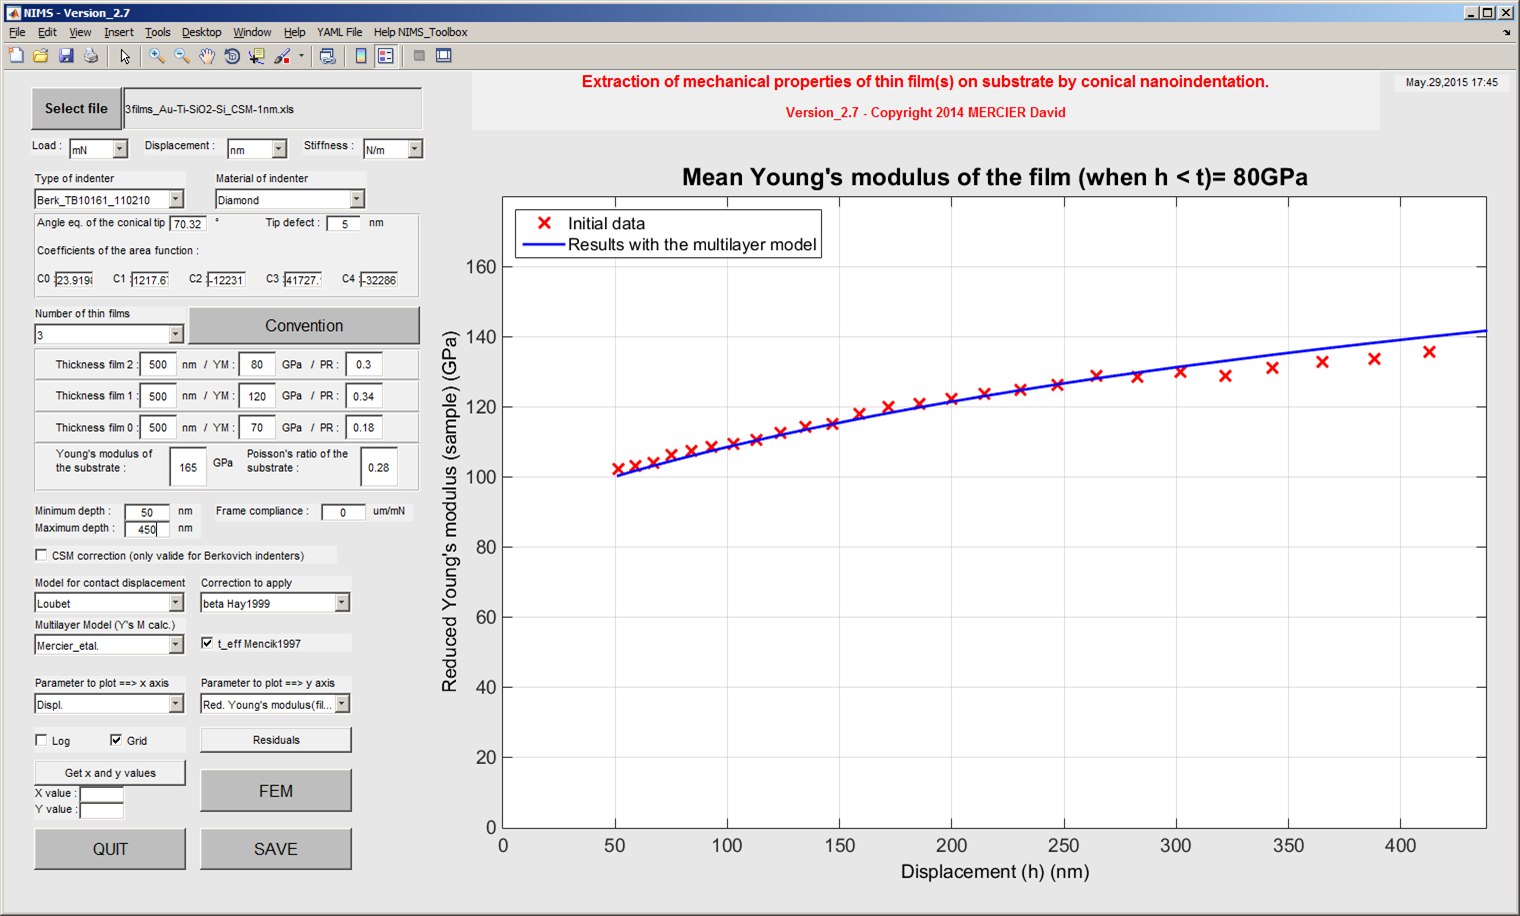 NIMS - Version_2.7
File Edit View Insert Tools Desktop Window Help YAML File Help NIMS_Toolbox
Extraction of mechanical properties of thin film(s) on substrate by conical nanoindentation.
Version_2.7 - Copyright 2014 MERCIER David
May.29,2015 17:45
Select file 3films_Au-Ti-SiO2-Si_CSM-1nm.xls
Load : mN Displacement : nm Stiffness : N/m
Type of indenter Material of indenter
Berk_TB10161_110210 Diamond
Angle eq. of the conical tip 70.32 ° Tip defect : 5 nm
Coefficients of the area function :
C0 : 23.919 C1 : 1217.6 C2 : -12231 C3 : 41727. C4 : -32286
Number of thin films
3 Convention
Thickness film 2 : 500 nm / YM : 80 GPa / PR : 0.3
Thickness film 1 : 500 nm / YM : 120 GPa / PR : 0.34
Thickness film 0 : 500 nm / YM : 70 GPa / PR : 0.18
Young's modulus of the substrate : 165 GPa Poisson's ratio of the substrate : 0.28
Minimum depth : 50 nm Frame compliance : 0 um/mN
Maximum depth : 450 nm
CSM correction (only valide for Berkovich indenters)
Model for contact displacement Correction to apply
Loubet beta Hay1999
Multilayer Model (Y's M calc.)
Mercier_etal. t_eff Mencik1997
Parameter to plot ==> x axis Parameter to plot ==> y axis
Displ. Red. Young's modulus(fil...
Log Grid Residuals
Get x and y values
X value :
Y value :
FEM
QUIT SAVE
Mean Young's modulus of the film (when h < t)= 80GPa
Initial data
Results with the multilayer model
Reduced Young's modulus (sample) (GPa)
160
140
120
100
80
60
40
20
0
0 50 100 150 200 250 300 350 400
Displacement (h) (nm)